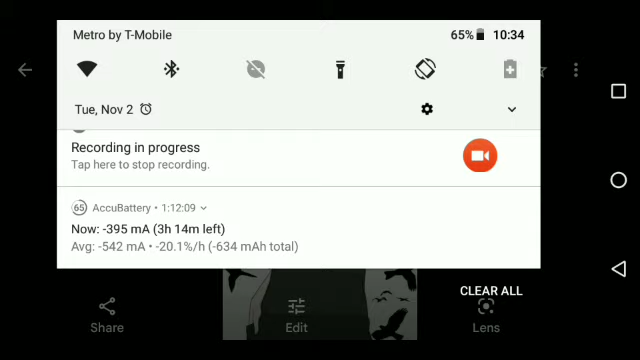 Metro by T-Mobile 65% 10:34
Tue, Nov 2
Recording in progress
Tap here to stop recording.
65 AccuBattery • 1:12:09
Now: -395 mA (3h 14m left)
Avg: -542 mA • -20.1%/h (-634 mAh total)
CLEAR ALL
Share Edit Lens